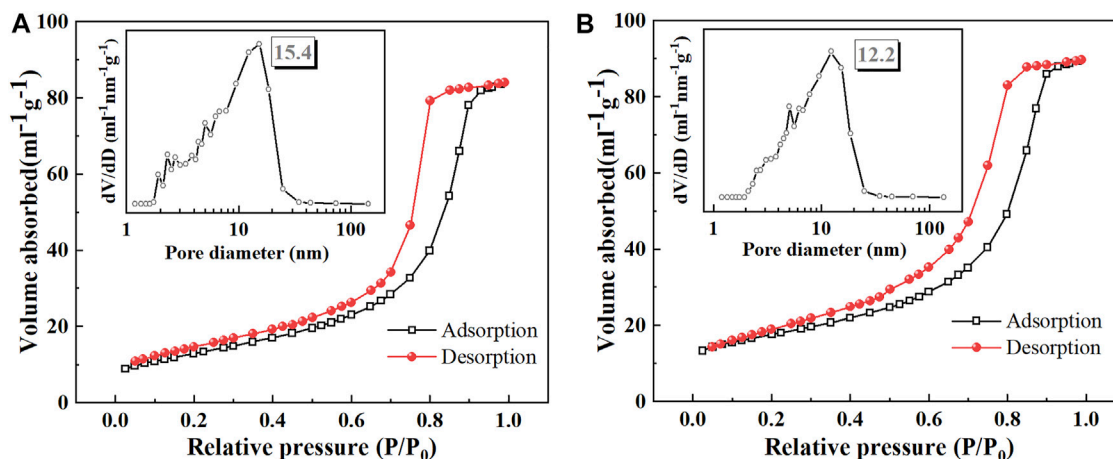 A
Volume absorbed(ml⁻¹g⁻¹)
100
80
60
40
20
0
0.0 0.2 0.4 0.6 0.8 1.0
Relative pressure (P/P₀)
dV/dD (ml⁻¹nm⁻¹g⁻¹)
15.4
1 10 100
Pore diameter (nm)
Adsorption
Desorption
B
Volume absorbed(ml⁻¹g⁻¹)
100
80
60
40
20
0
0.0 0.2 0.4 0.6 0.8 1.0
Relative pressure (P/P₀)
dV/dD (ml⁻¹nm⁻¹g⁻¹)
12.2
1 10 100
Pore diameter (nm)
Adsorption
Desorption